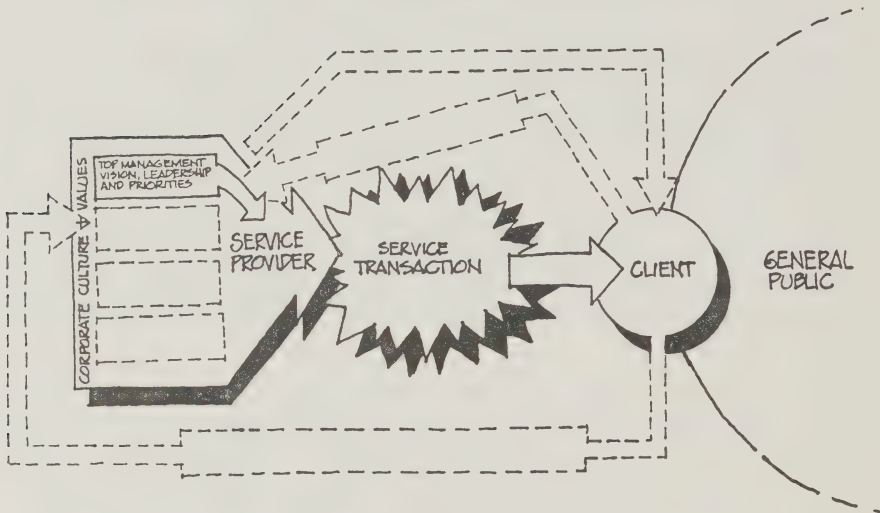 CORPORATE CULTURE & VALUES
TOP MANAGEMENT
VISION, LEADERSHIP
AND PRIORITIES
SERVICE
PROVIDER
SERVICE
TRANSACTION
CLIENT
GENERAL
PUBLIC